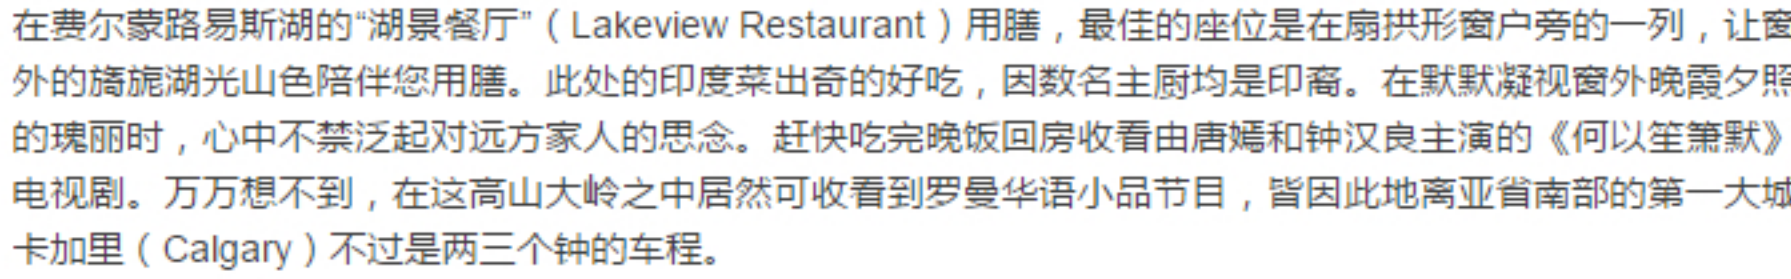 在费尔蒙路易斯湖的“湖景餐厅”（Lakeview Restaurant）用膳，最佳的座位是在扇拱形窗户旁的一列，让窗
外的旖旎湖光山色陪伴您用膳。此处的印度菜出奇的好吃，因数名主厨均是印裔。在默默凝视窗外晚霞夕照
的瑰丽时，心中不禁泛起对远方家人的思念。赶快吃完晚饭回房收看由唐嫣和钟汉良主演的《何以笙箫默》
电视剧。万万想不到，在这高山大岭之中居然可收看到罗曼华语小品节目，皆因此地离亚省南部的第一大城
卡加里（Calgary）不过是两三个钟的车程。